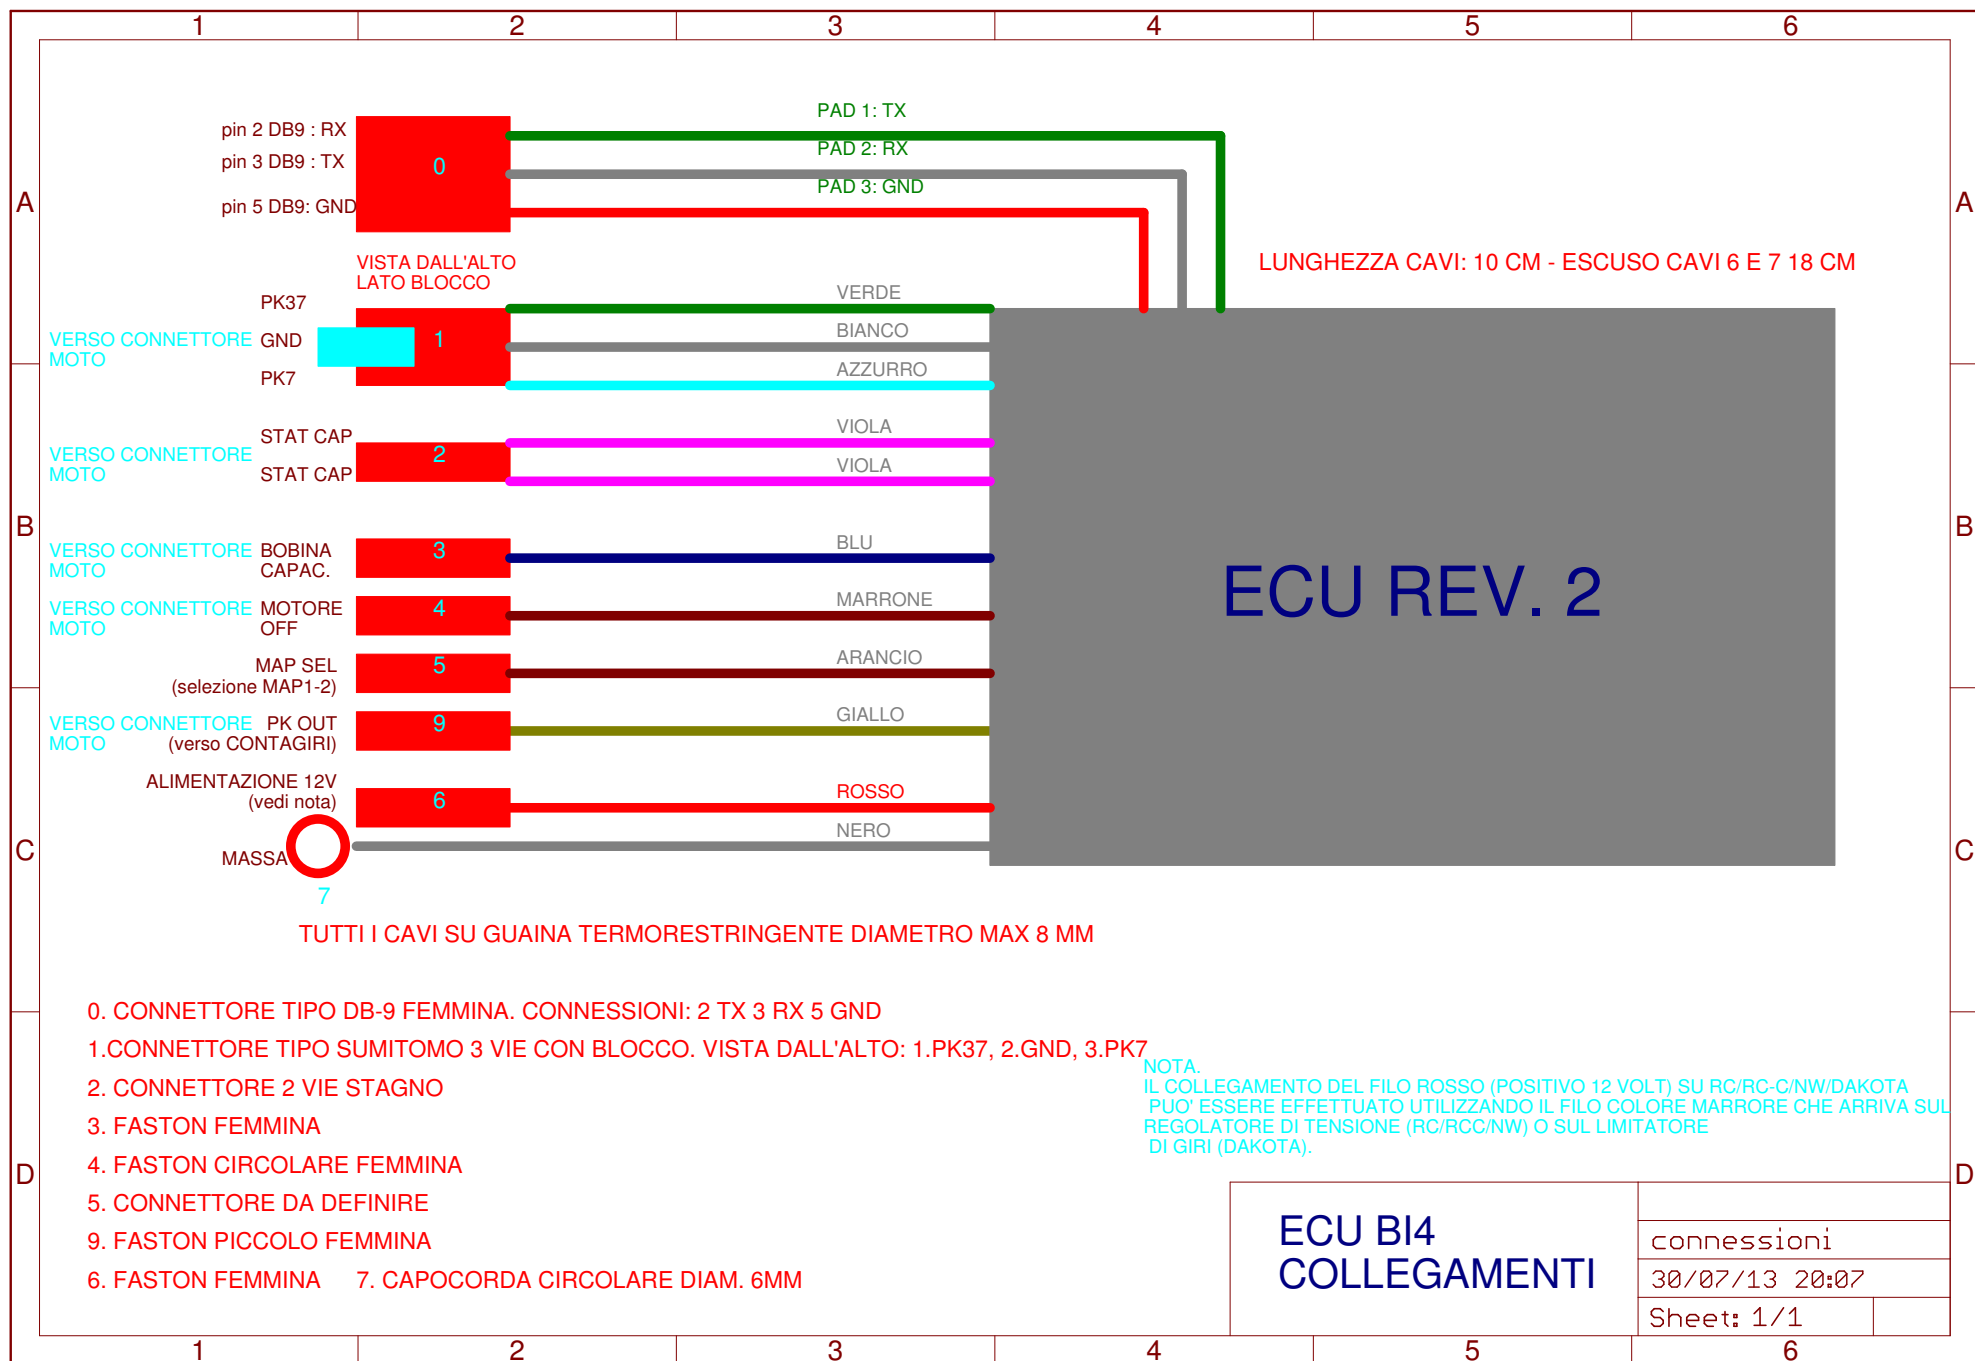 1 2 3 4 5 6
PAD 1: TX
pin 2 DB9 : RX
PAD 2: RX
pin 3 DB9 : TX
0
PAD 3: GND
A A
pin 5 DB9: GND
VISTA DALL'ALTO
LATO BLOCCO
LUNGHEZZA CAVI: 10 CM - ESCUSO CAVI 6 E 7 18 CM
PK37
VERDE
VERSO CONNETTORE
MOTO
GND
1
BIANCO
PK7
AZZURRO
STAT CAP
VIOLA
VERSO CONNETTORE
MOTO
2
STAT CAP
VIOLA
B B
VERSO CONNETTORE
MOTO
BOBINA
CAPAC.
3
BLU
ECU REV. 2
VERSO CONNETTORE
MOTO
MOTORE
OFF
4
MARRONE
MAP SEL
(selezione MAP1-2)
5
ARANCIO
VERSO CONNETTORE
MOTO
PK OUT
(verso CONTAGIRI)
9
GIALLO
ALIMENTAZIONE 12V
(vedi nota)
6
ROSSO
NERO
C C
MASSA
7
TUTTI I CAVI SU GUAINA TERMORESTRINGENTE DIAMETRO MAX 8 MM
0. CONNETTORE TIPO DB-9 FEMMINA. CONNESSIONI: 2 TX 3 RX 5 GND
1.CONNETTORE TIPO SUMITOMO 3 VIE CON BLOCCO. VISTA DALL'ALTO: 1.PK37, 2.GND, 3.PK7
2. CONNETTORE 2 VIE STAGNO
3. FASTON FEMMINA
4. FASTON CIRCOLARE FEMMINA
5. CONNETTORE DA DEFINIRE
9. FASTON PICCOLO FEMMINA
6. FASTON FEMMINA 7. CAPOCORDA CIRCOLARE DIAM. 6MM
NOTA.
IL COLLEGAMENTO DEL FILO ROSSO (POSITIVO 12 VOLT) SU RC/RC-C/NW/DAKOTA
PUO' ESSERE EFFETTUATO UTILIZZANDO IL FILO COLORE MARRORE CHE ARRIVA SUL
REGOLATORE DI TENSIONE (RC/RCC/NW) O SUL LIMITATORE
DI GIRI (DAKOTA).
D D
ECU BI4
COLLEGAMENTI
connessioni
30/07/13 20:07
Sheet: 1/1
1 2 3 4 5 6